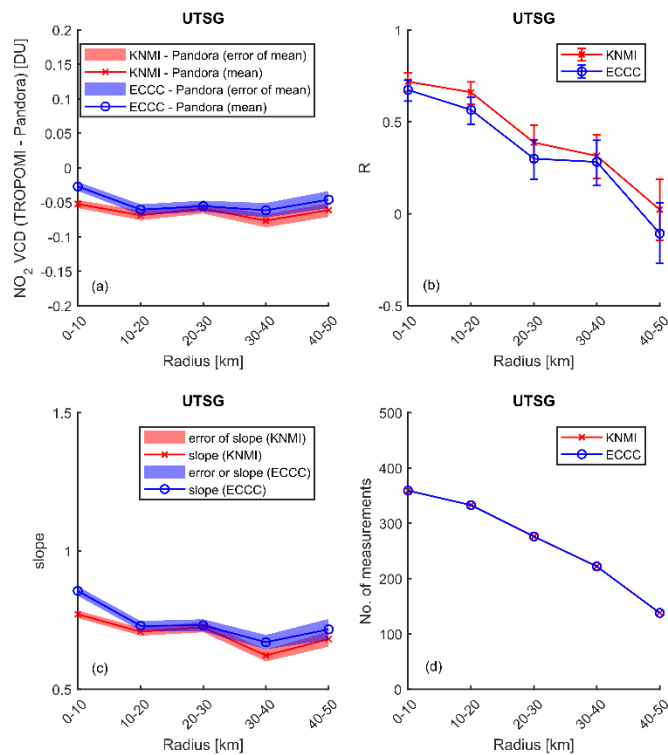 UTSG
NO2 VCD (TROPOMI - Pandora) [DU]
0.2
0.15
0.1
0.05
0
-0.05
-0.1
-0.15
-0.2
KNMI - Pandora (error of mean)
KNMI - Pandora (mean)
ECCC - Pandora (error of mean)
ECCC - Pandora (mean)
(a)
0-10
10-20
20-30
30-40
40-50
Radius [km]
UTSG
R
1
0.5
0
-0.5
KNMI
ECCC
(b)
0-10
10-20
20-30
30-40
40-50
Radius [km]
UTSG
slope
1.5
1
0.5
error of slope (KNMI)
slope (KNMI)
error or slope (ECCC)
slope (ECCC)
(c)
0-10
10-20
20-30
30-40
40-50
Radius [km]
UTSG
No. of measurements
500
400
300
200
100
0
KNMI
ECCC
(d)
0-10
10-20
20-30
30-40
40-50
Radius [km]